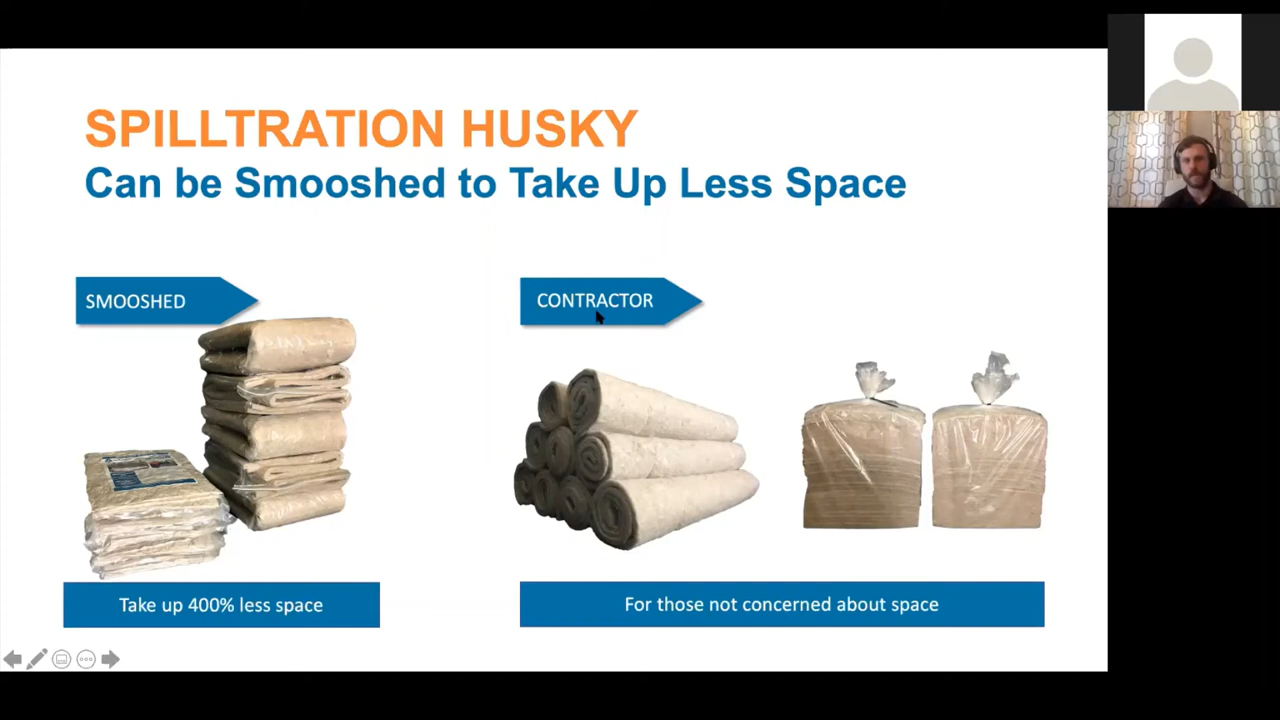 SPILLTRATION HUSKY
Can be Smooshed to Take Up Less Space
SMOOSHED
CONTRACTOR
Take up 400% less space
For those not concerned about space